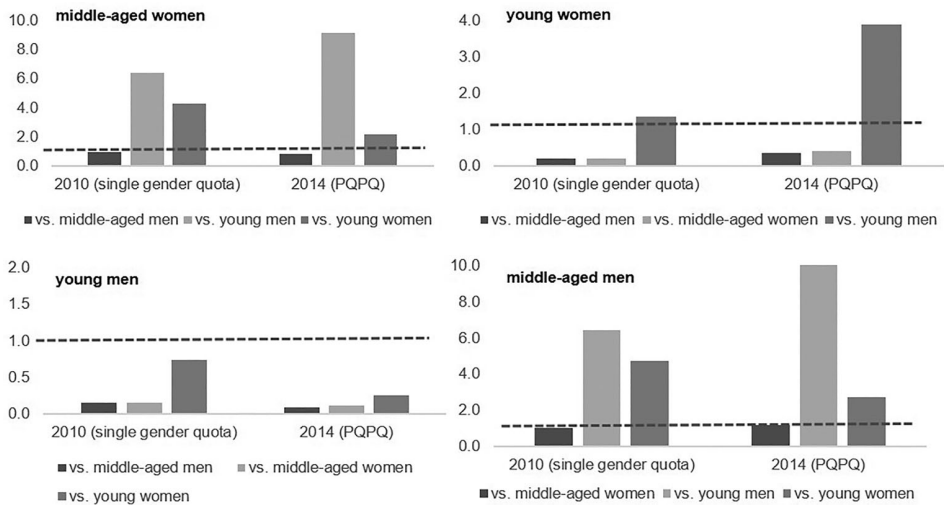 middle-aged women
10.0
8.0
6.0
4.0
2.0
0.0
2010 (single gender quota) 2014 (PQPQ)
vs. middle-aged men vs. young men vs. young women
young women
4.0
3.0
2.0
1.0
0.0
2010 (single gender quota) 2014 (PQPQ)
vs. middle-aged men vs. middle-aged women vs. young men
young men
2.0
1.5
1.0
0.5
0.0
2010 (single gender quota) 2014 (PQPQ)
vs. middle-aged men vs. middle-aged women
vs. young women
middle-aged men
10.0
8.0
6.0
4.0
2.0
0.0
2010 (single gender quota) 2014 (PQPQ)
vs. middle-aged women vs. young men vs. young women